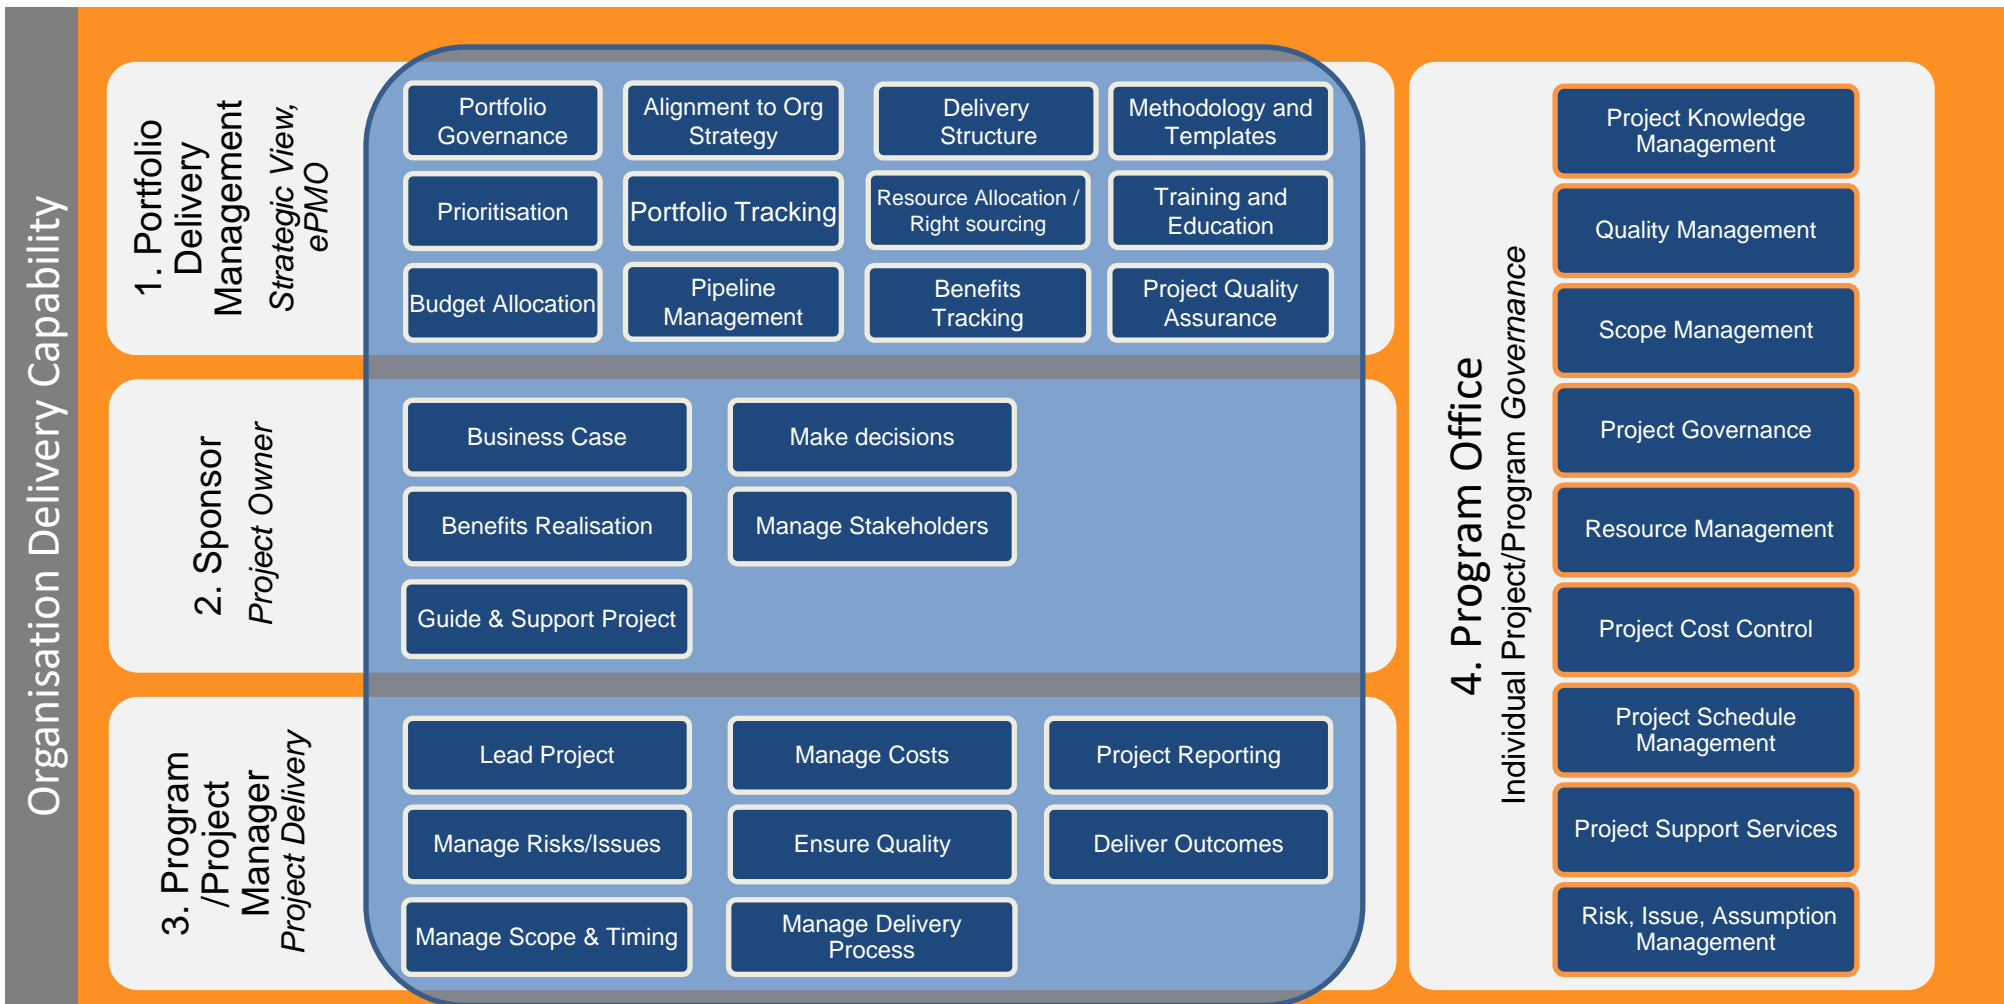 Organisation Delivery Capability
1. Portfolio
Delivery
Management
Strategic View,
ePMO
Portfolio
Governance
Alignment to Org
Strategy
Delivery
Structure
Methodology and
Templates
Prioritisation
Portfolio Tracking
Resource Allocation /
Right sourcing
Training and
Education
Budget Allocation
Pipeline
Management
Benefits
Tracking
Project Quality
Assurance
2. Sponsor
Project Owner
Business Case
Make decisions
Benefits Realisation
Manage Stakeholders
Guide & Support Project
3. Program
/Project
Manager
Project Delivery
Lead Project
Manage Costs
Project Reporting
Manage Risks/Issues
Ensure Quality
Deliver Outcomes
Manage Scope & Timing
Manage Delivery
Process
4. Program Office
Individual Project/Program Governance
Project Knowledge
Management
Quality Management
Scope Management
Project Governance
Resource Management
Project Cost Control
Project Schedule
Management
Project Support Services
Risk, Issue, Assumption
Management